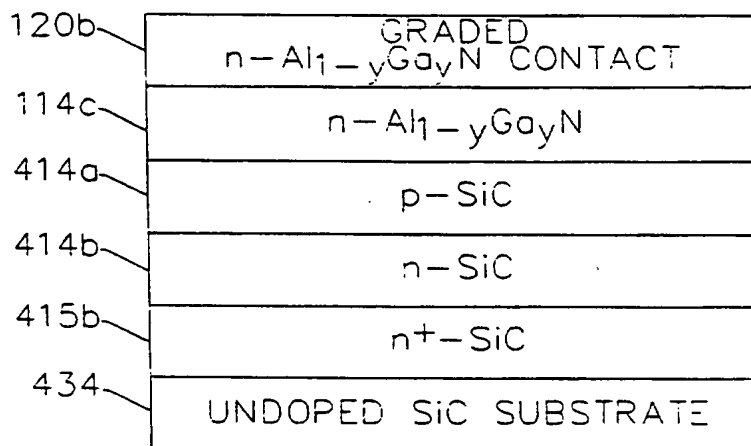 120b
GRADED
n-Al1-yGayN CONTACT
114c
n-Al1-yGayN
414a
p-SiC
414b
n-SiC
415b
n+-SiC
434
UNDOPED SiC SUBSTRATE